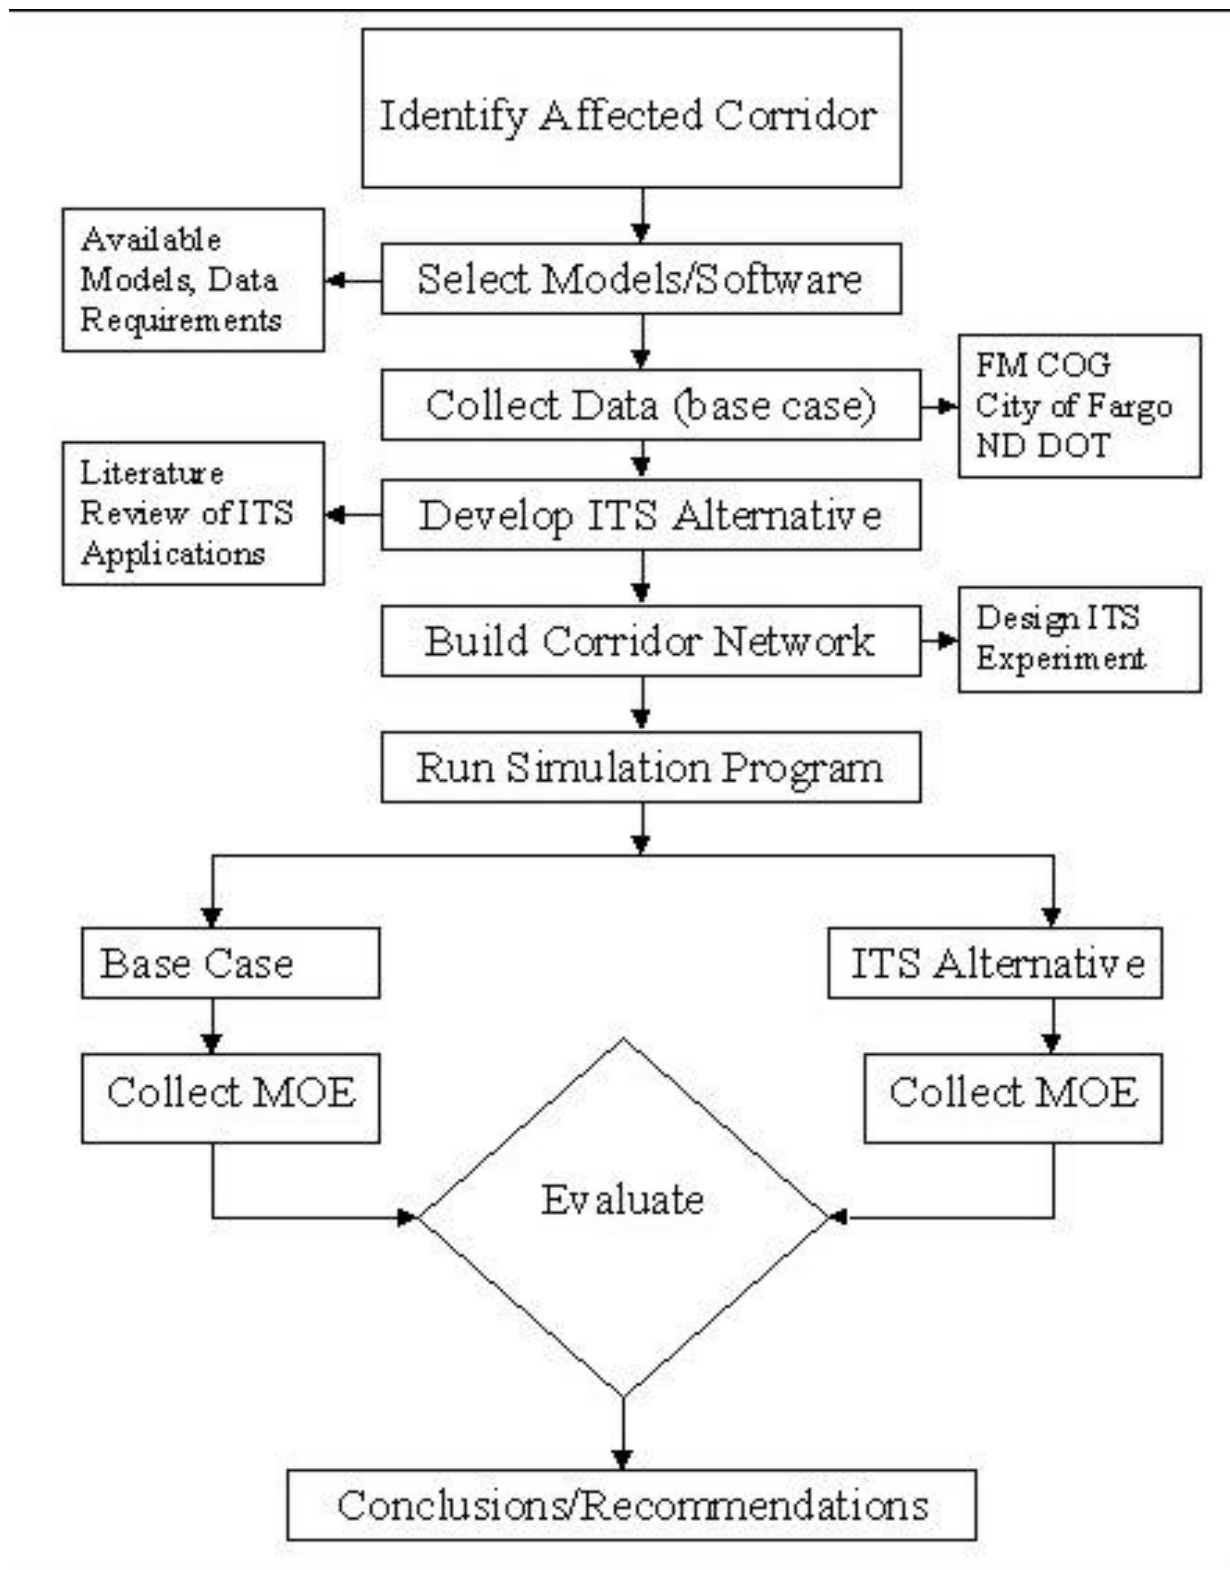 Identify Affected Corridor
Available
Models, Data
Requirements
Select Models/Software
Collect Data (base case)
FM COG
City of Fargo
ND DOT
Literature
Review of ITS
Applications
Develop ITS Alternative
Build Corridor Network
Design ITS
Experiment
Run Simulation Program
Base Case
ITS Alternative
Collect MOE
Collect MOE
Evaluate
Conclusions/Recommendations